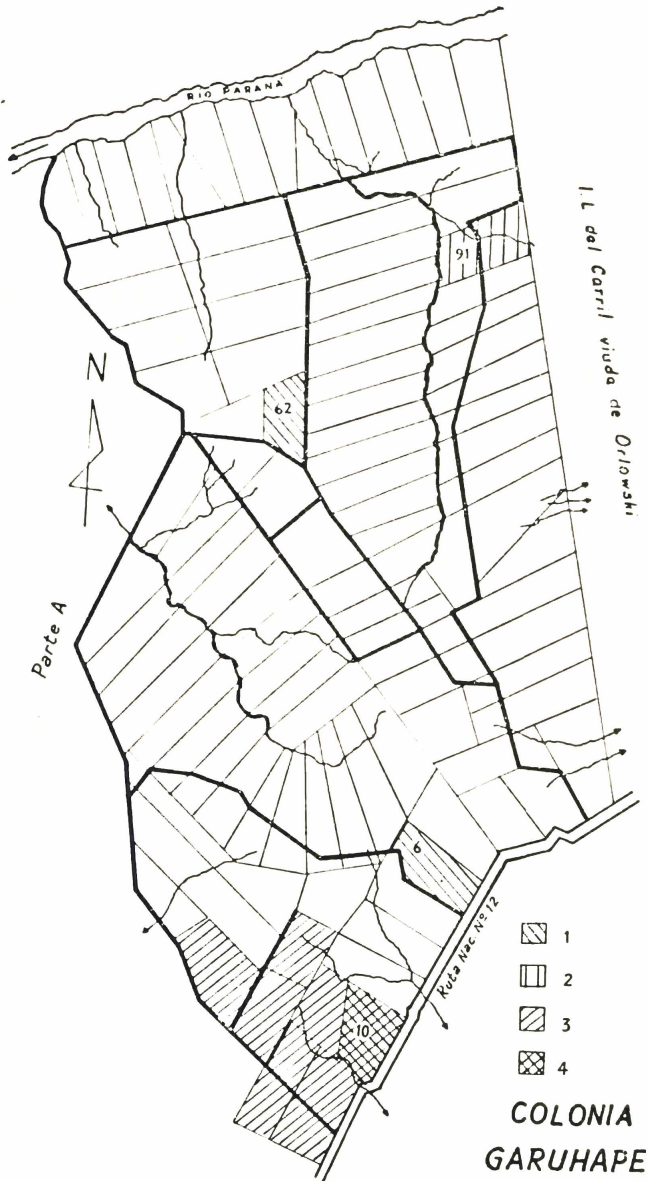 RIO PARANÁ
I.L. dal Carril viuda de Orlowski
91
N
62
Parte A
6
Ruta Nac Nº 12
10
1
2
3
4
COLONIA
GARUHAPE